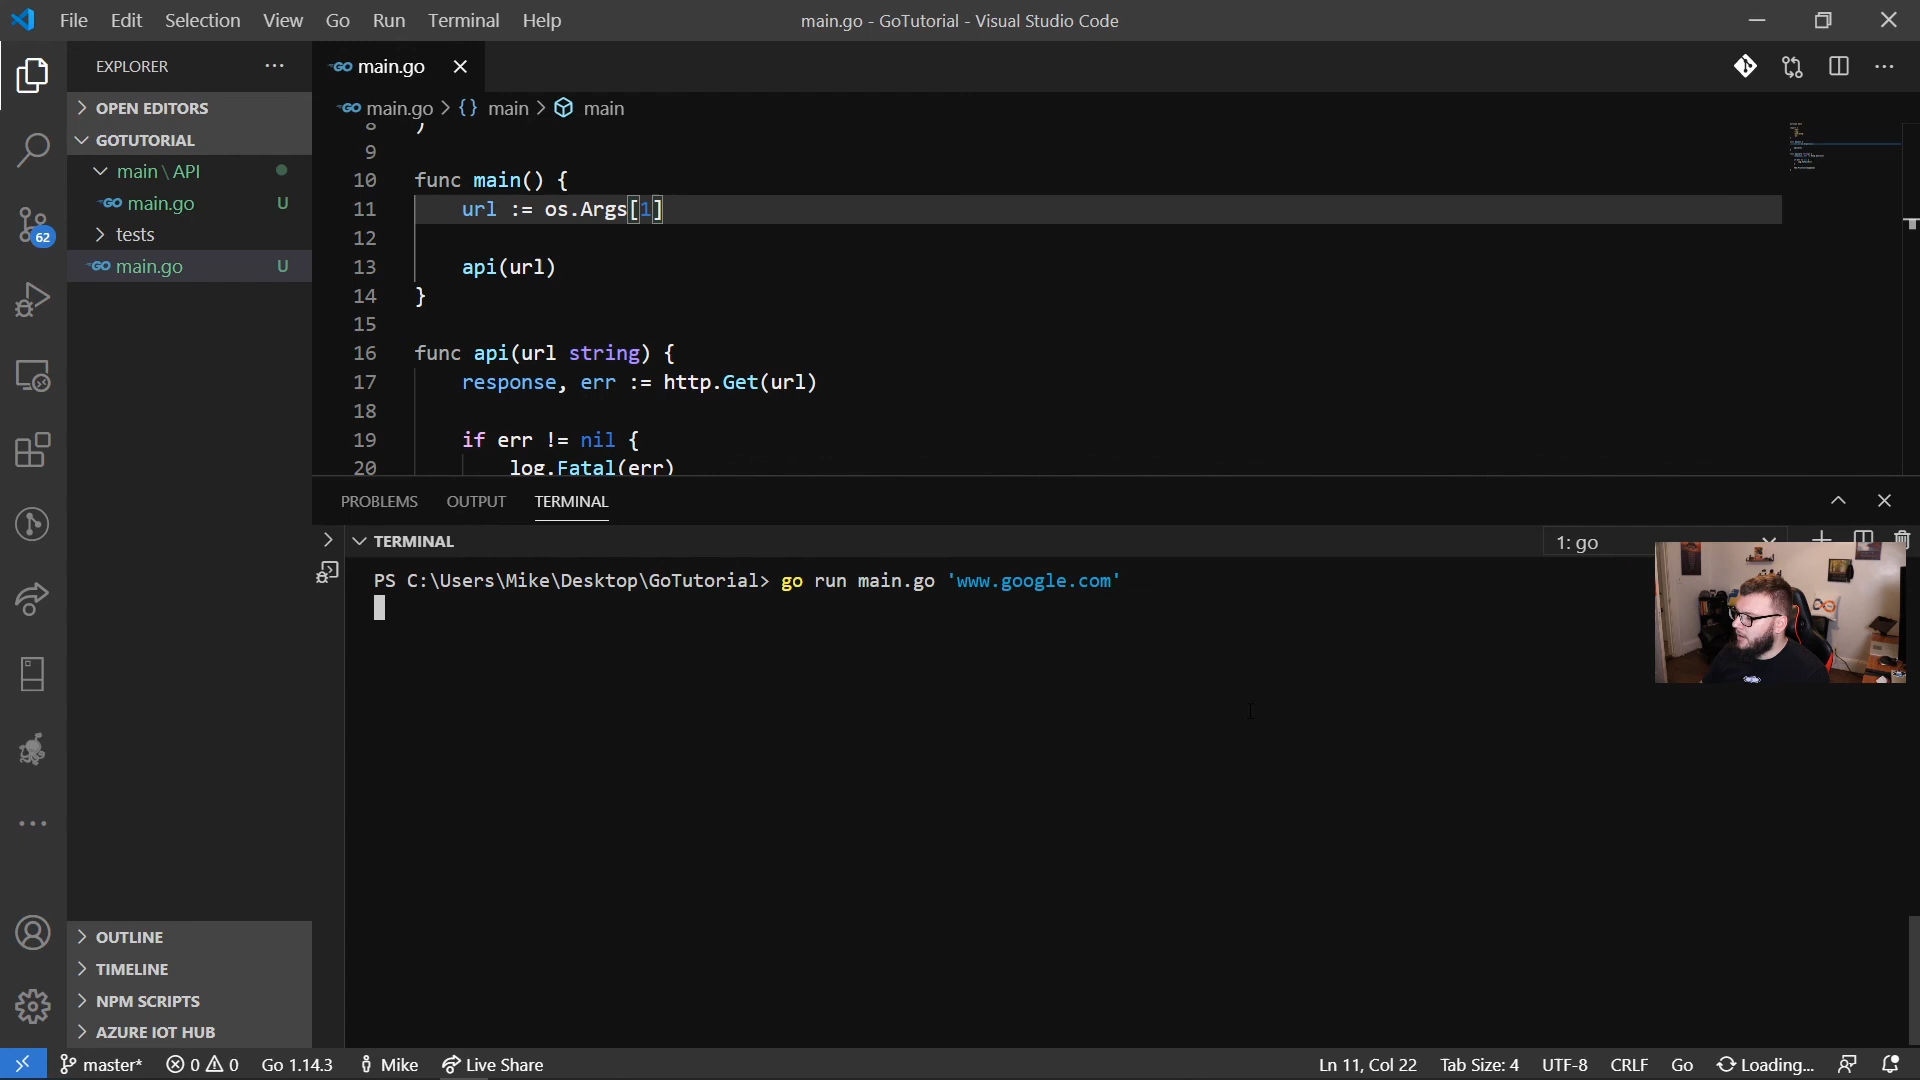 File Edit Selection View Go Run Terminal Help
main.go - GoTutorial - Visual Studio Code
EXPLORER
main.go
OPEN EDITORS
main.go > {} main > main
GOTUTORIAL
main \ API
main.go U
tests
main.go U
8 )
9
10 func main() {
11 url := os.Args[1]
12
13 api(url)
14 }
15
16 func api(url string) {
17 response, err := http.Get(url)
18
19 if err != nil {
20 log.Fatal(err)
62
PROBLEMS OUTPUT TERMINAL
TERMINAL
1: go
PS C:\Users\Mike\Desktop\GoTutorial> go run main.go 'www.google.com'
OUTLINE
TIMELINE
NPM SCRIPTS
AZURE IOT HUB
master* 0 0 Go 1.14.3 Mike Live Share
Ln 11, Col 22 Tab Size: 4 UTF-8 CRLF Go Loading...